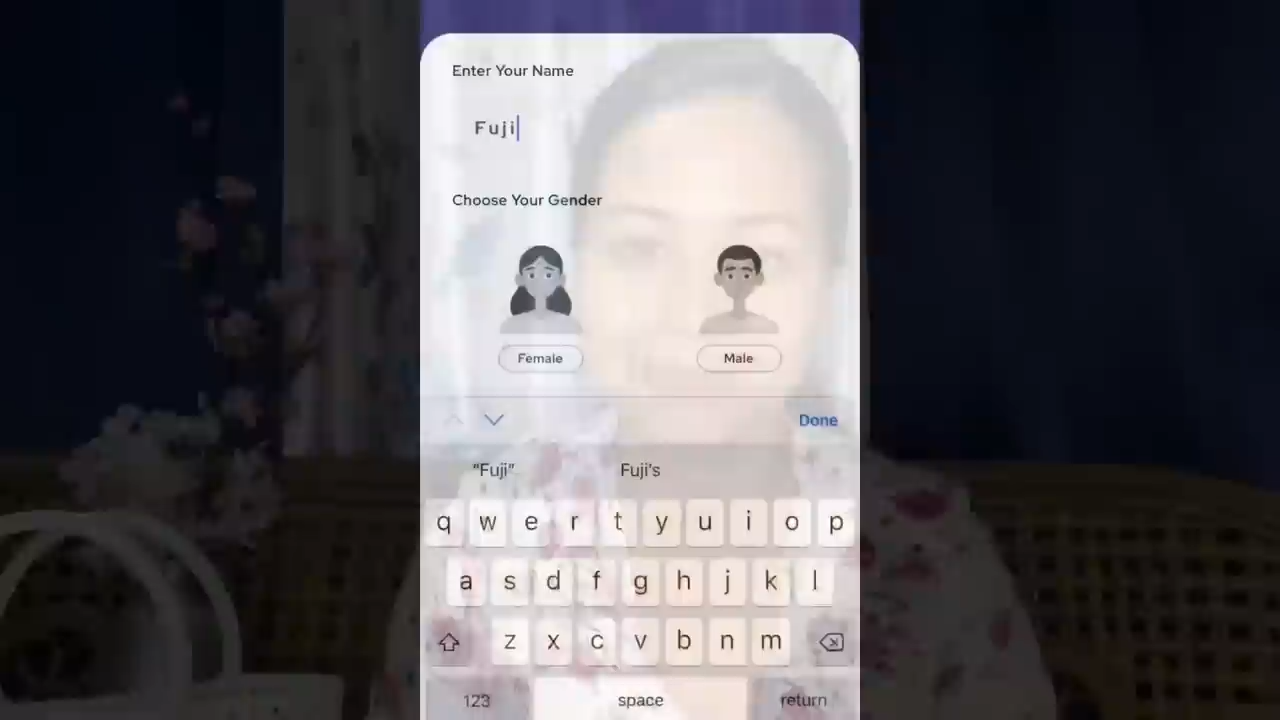 Enter Your Name
Fuji
Choose Your Gender
Female Male
Done
“Fuji” Fuji’s
q w e r t y u i o p
a s d f g h j k l
z x c v b n m
123 space return